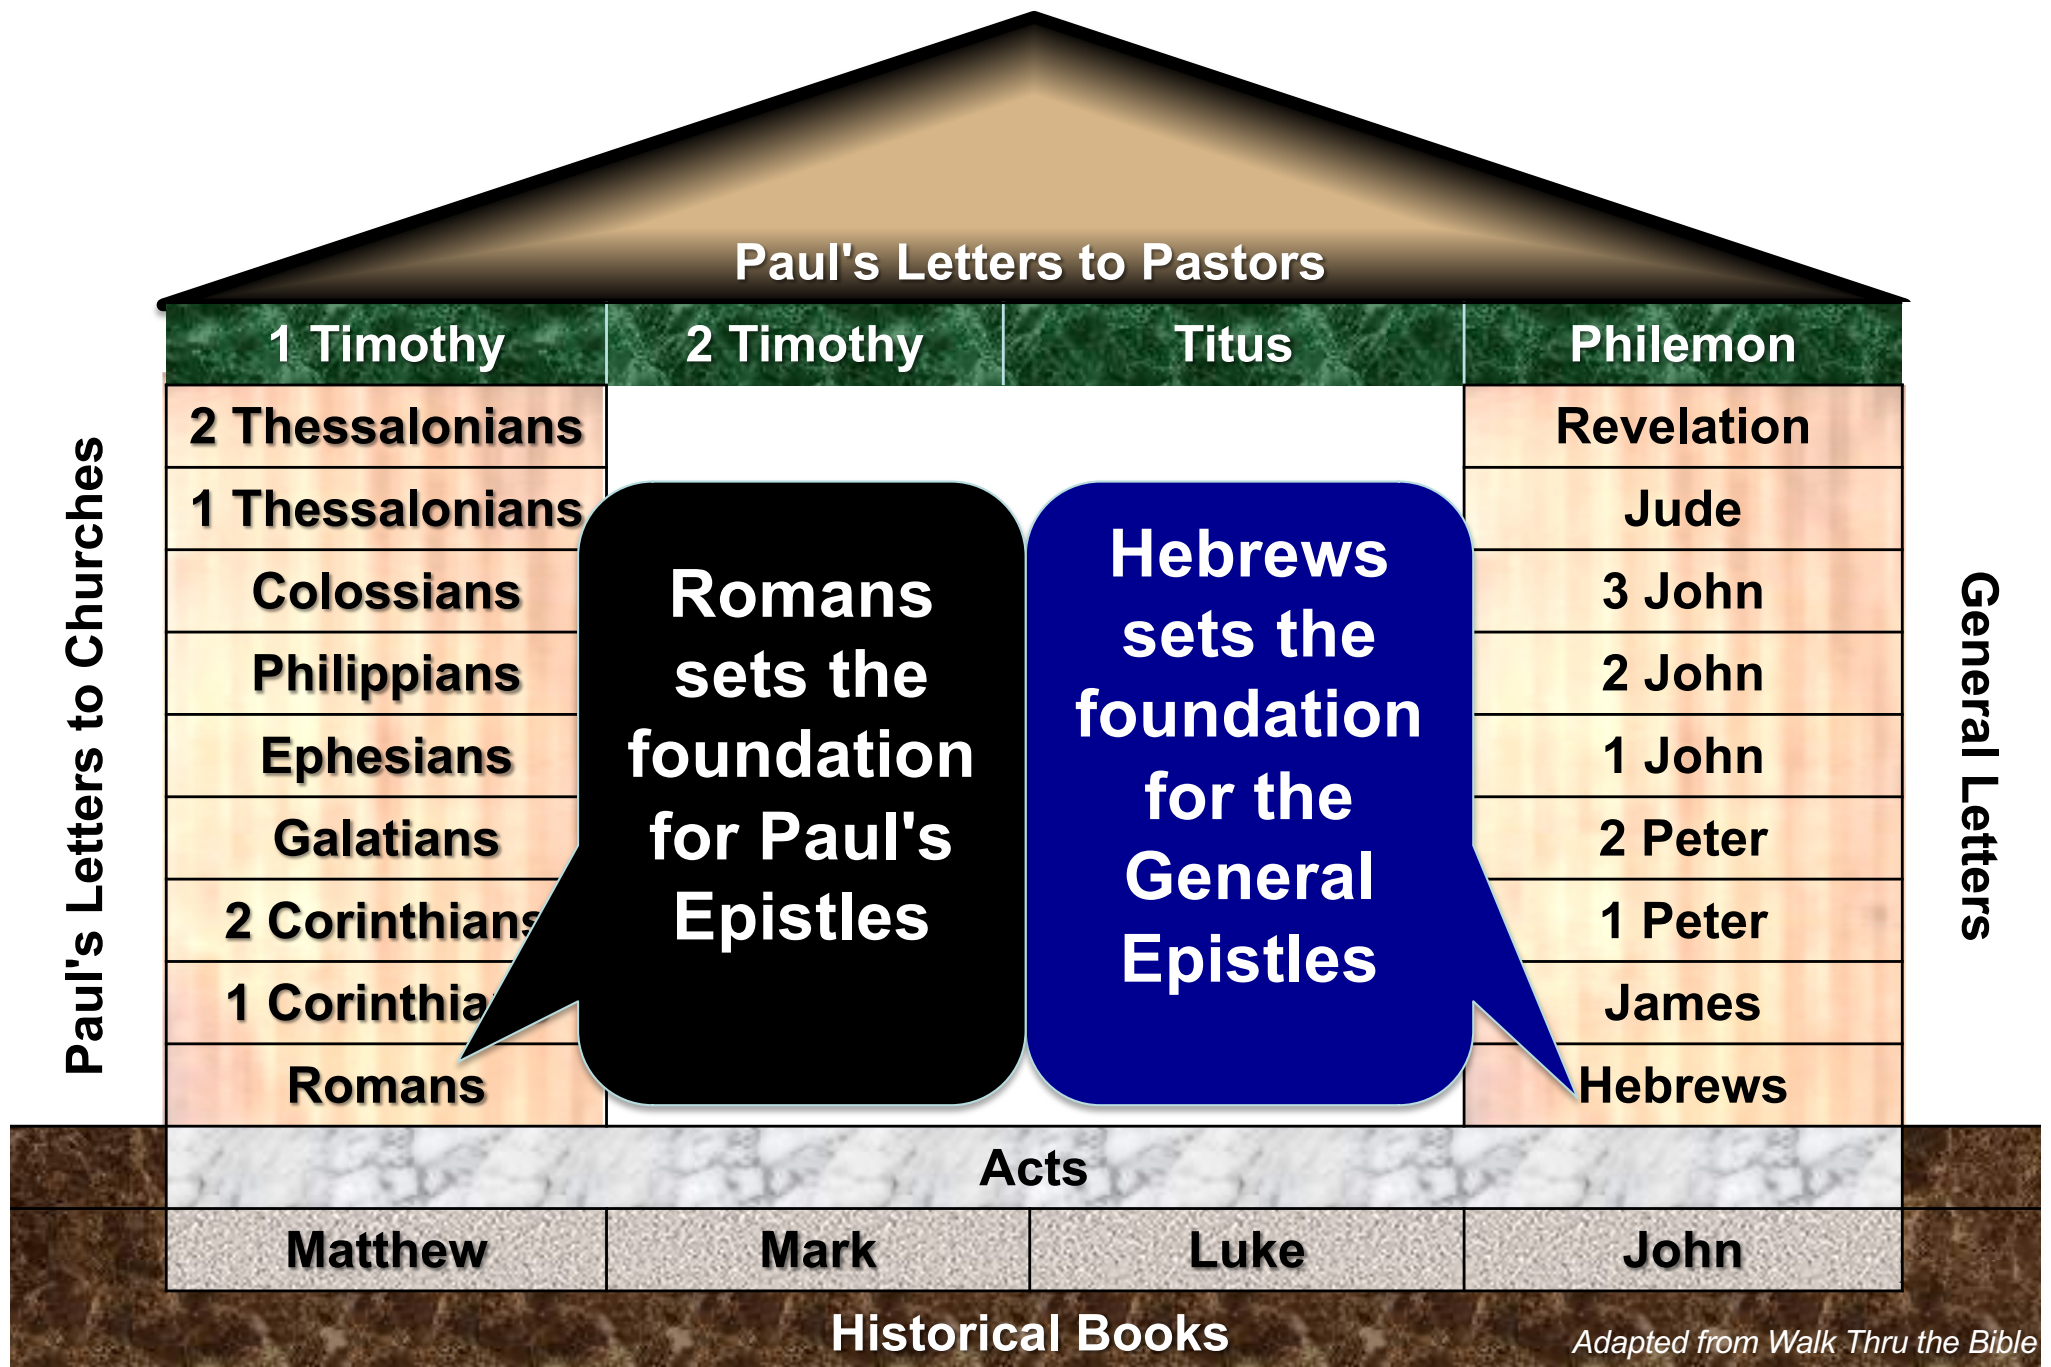 Paul's Letters to Pastors
1 Timothy
2 Timothy
Titus
Philemon
Paul's Letters to Churches
2 Thessalonians
1 Thessalonians
Colossians
Philippians
Ephesians
Galatians
2 Corinthians
1 Corinthia
Romans
Romans
sets the
foundation
for Paul's
Epistles
Hebrews
sets the
foundation
for the
General
Epistles
Revelation
Jude
3 John
2 John
1 John
2 Peter
1 Peter
James
Hebrews
General Letters
Acts
Matthew
Mark
Luke
John
Historical Books
Adapted from Walk Thru the Bible